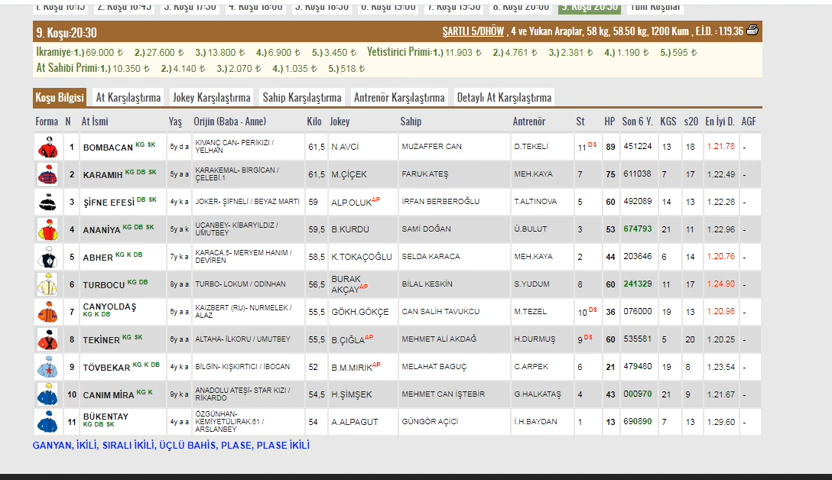 1. Koşu 16:15 2. Koşu 16:45 3. Koşu 17:30 4. Koşu 18:00 5. Koşu 18:30 6. Koşu 19:00 7. Koşu 19:30 8. Koşu 20:00 9. Koşu 20:30 Tüm Koşular
9. Koşu:20:30 ŞARTLI 5/DHÖW , 4 ve Yukarı Araplar, 58 kg, 58.50 kg, 1200 Kum , E.İ.D. : 1.19.36
İkramiye: 1.) 69.000 ₺ 2.) 27.600 ₺ 3.) 13.800 ₺ 4.) 6.900 ₺ 5.) 3.450 ₺ Yetiştirici Primi: 1.) 11.903 ₺ 2.) 4.761 ₺ 3.) 2.381 ₺ 4.) 1.190 ₺ 5.) 595 ₺
At Sahibi Primi: 1.) 10.350 ₺ 2.) 4.140 ₺ 3.) 2.070 ₺ 4.) 1.035 ₺ 5.) 518 ₺
Koşu Bilgisi At Karşılaştırma Jokey Karşılaştırma Sahip Karşılaştırma Antrenör Karşılaştırma Detaylı At Karşılaştırma
Forma N At İsmi Yaş Orijin (Baba - Anne) Kilo Jokey Sahip Antrenör St HP Son 6 Y. KGS s20 En İyi D. AGF
1 BOMBACAN KG SK 6y d a KIVANÇ CAN- PERİKIZI / YELHAN 61,5 N.AVCİ MUZAFFER CAN D.TEKELİ 11 DS 89 451224 13 18 1.21.78 -
2 KARAMIH KG DB SK 5y a a KARAKEMAL- BİRGİCAN / ÇELEBİ.1 61,5 M.ÇİÇEK FARUK ATEŞ MEH.KAYA 7 75 611038 7 17 1.22.49 -
3 ŞİFNE EFESİ DB SK 4y k a JOKER- ŞİFNELİ / BEYAZ MARTI 59 ALP.OLUK AP İRFAN BERBEROĞLU T.ALTINOVA 5 60 492089 14 13 1.22.28 -
4 ANANİYA KG DB SK 5y a k UÇANBEY- KİBARYILDIZ / UMUTBEY 59,5 B.KURDU SAMİ DOĞAN Ü.BULUT 3 53 674793 21 11 1.22.96 -
5 ABHER KG K DB 7y k a KARACA.5- MERYEM HANIM / DEVİREN 58,5 K.TOKAÇOĞLU SELDA KARACA MEH.KAYA 2 44 203646 6 14 1.20.76 -
6 TURBOCU KG DB 8y a a TURBO- LOKUM / ODİNHAN 56,5 BURAK AKÇAY AP BİLAL KESKİN S.YUDUM 8 60 241329 11 17 1.24.90 -
7 CANYOLDAŞ KG K DB 6y a a KAIZBERT (RU)- NURMELEK / ALAZ 55,5 GÖKH.GÖKÇE CAN SALİH TAVUKCU M.TEZEL 10 DS 36 076000 19 13 1.20.98 -
8 TEKİNER KG SK 6y a a ALTAHA- İLKORU / UMUTBEY 55,5 B.ÇIĞLA AP MEHMET ALİ AKDAĞ H.DURMUŞ 9 DS 60 535581 5 20 1.20.25 -
9 TÖVBEKAR KG K DB 4y k a BİLGİN- KIŞKIRTICI / İBOCAN 52 B.M.MIRIK AP MELAHAT BAGUÇ C.ARPEK 6 21 479480 19 8 1.23.54 -
10 CANIM MİRA KG K 9y k a ANADOLU ATEŞİ- STAR KIZI / RİKARDO 54,5 H.ŞİMŞEK MEHMET CAN İŞTEBİR G.HALKATAŞ 4 43 000970 21 9 1.21.67 -
11 BÜKENTAY KG DB SK 4y a a ÖZGÜNHAN- KEMİYETÜLIRAK.61 / ARSLANBEY 54 A.ALPAGUT GÜNGÖR AÇİCİ İ.H.BAYDAN 1 13 690890 7 13 1.29.60 -
GANYAN, İKİLİ, SIRALI İKİLİ, ÜÇLÜ BAHİS, PLASE, PLASE İKİLİ